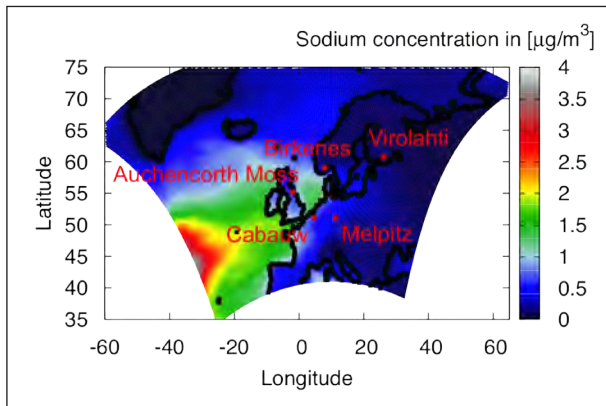 Sodium concentration in [μg/m³]
75
70
65
60
55
50
45
40
35
Latitude
Birkenes
Virolahti
Auchencorth Moss
Cabauw
Melpitz
4
3.5
3
2.5
2
1.5
1
0.5
0
-60 -40 -20 0 20 40 60
Longitude